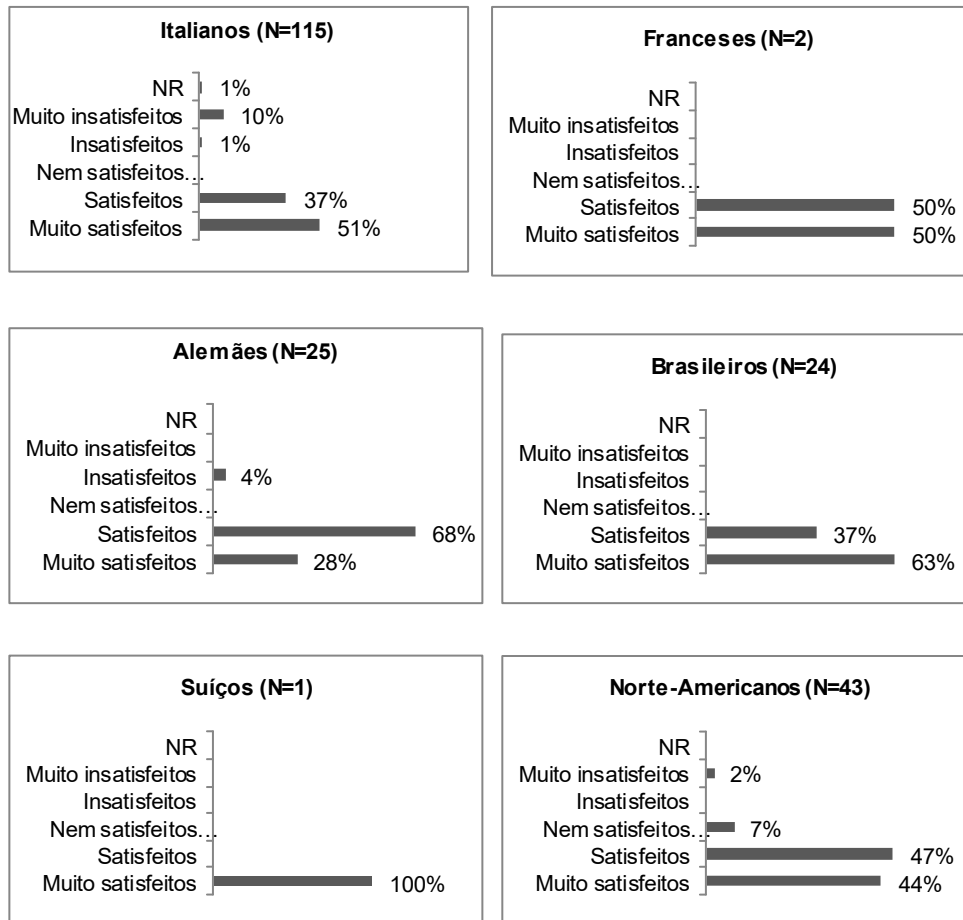 Italianos (N=115)
NR 1%
Muito insatisfeitos 10%
Insatisfeitos 1%
Nem satisfeitos...
Satisfeitos 37%
Muito satisfeitos 51%
Franceses (N=2)
NR
Muito insatisfeitos
Insatisfeitos
Nem satisfeitos...
Satisfeitos 50%
Muito satisfeitos 50%
Alemães (N=25)
NR
Muito insatisfeitos
Insatisfeitos 4%
Nem satisfeitos...
Satisfeitos 68%
Muito satisfeitos 28%
Brasileiros (N=24)
NR
Muito insatisfeitos
Insatisfeitos
Nem satisfeitos...
Satisfeitos 37%
Muito satisfeitos 63%
Suíços (N=1)
NR
Muito insatisfeitos
Insatisfeitos
Nem satisfeitos...
Satisfeitos
Muito satisfeitos 100%
Norte-Americanos (N=43)
NR
Muito insatisfeitos 2%
Insatisfeitos
Nem satisfeitos... 7%
Satisfeitos 47%
Muito satisfeitos 44%